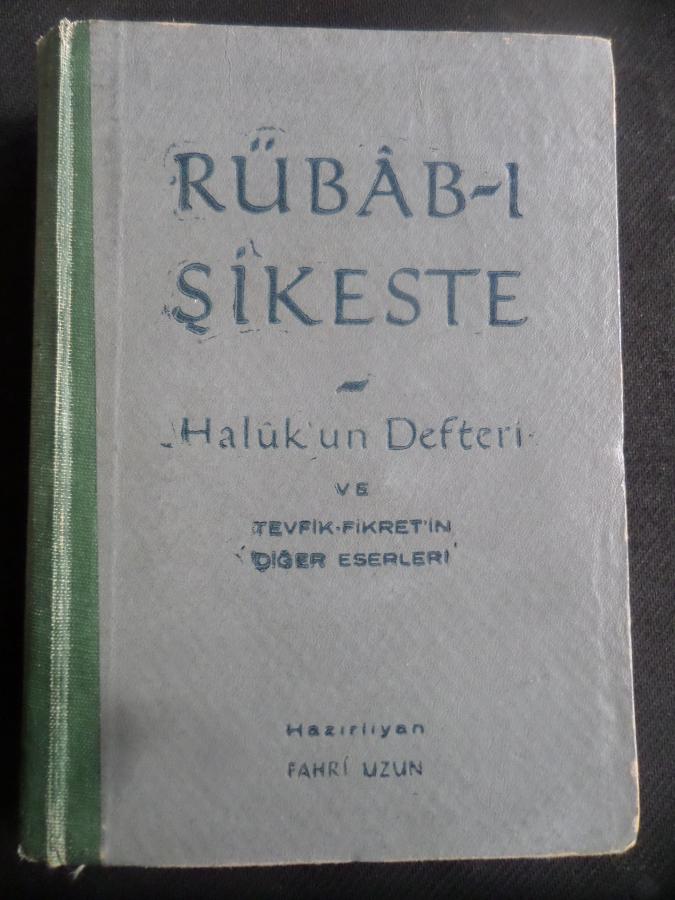 RÜBÂB-I
ŞİKESTE
Halûk'un Defteri
VE
TEVFİK-FİKRET'İN
DİĞER ESERLERİ
Hazırlıyan
FAHRİ UZUN